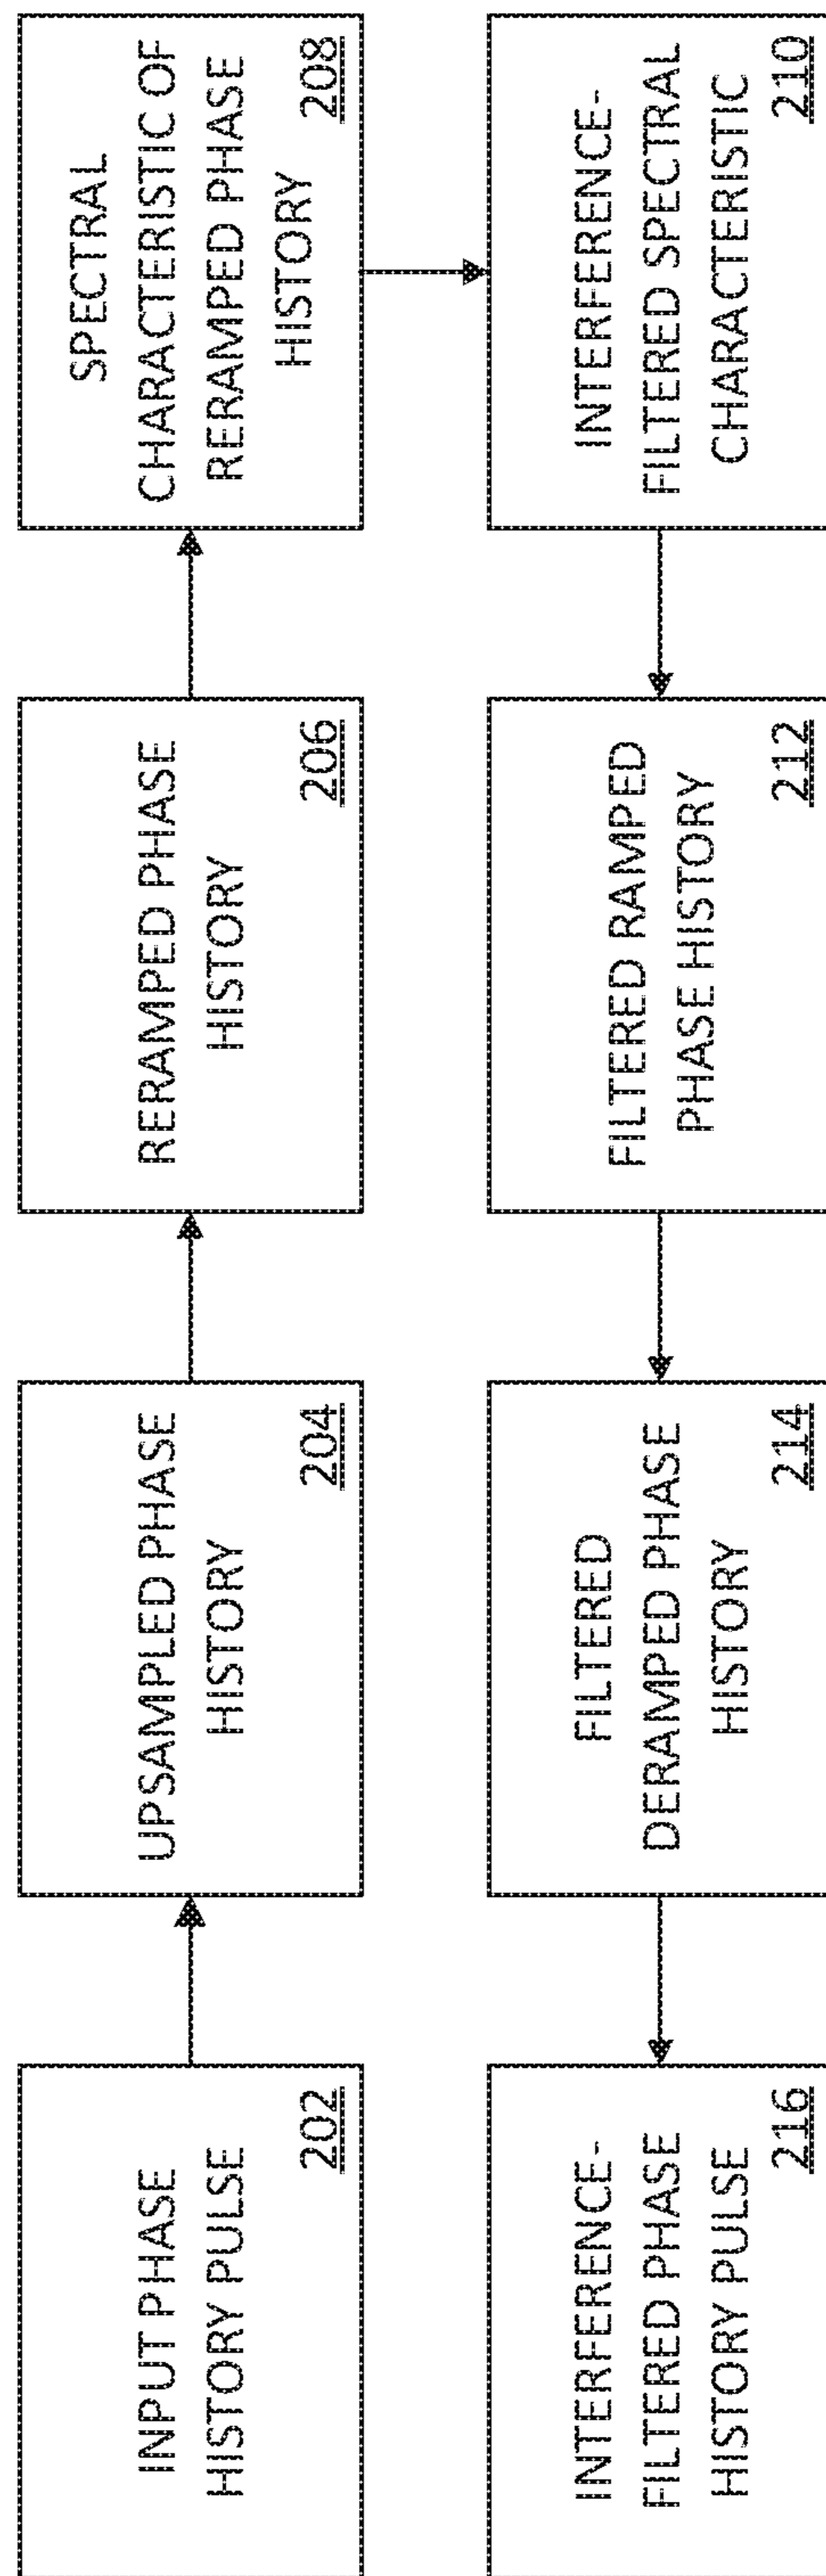 INPUT PHASE
HISTORY PULSE
202
UPSAMPLED PHASE
HISTORY
204
RERAMPED PHASE
HISTORY
206
SPECTRAL
CHARACTERISTIC OF
RERAMPED PHASE
HISTORY
208
INTERFERENCE-
FILTERED SPECTRAL
CHARACTERISTIC
210
FILTERED RAMPED
PHASE HISTORY
212
FILTERED
DERAMPED PHASE
HISTORY
214
INTERFERENCE-
FILTERED PHASE
HISTORY PULSE
216